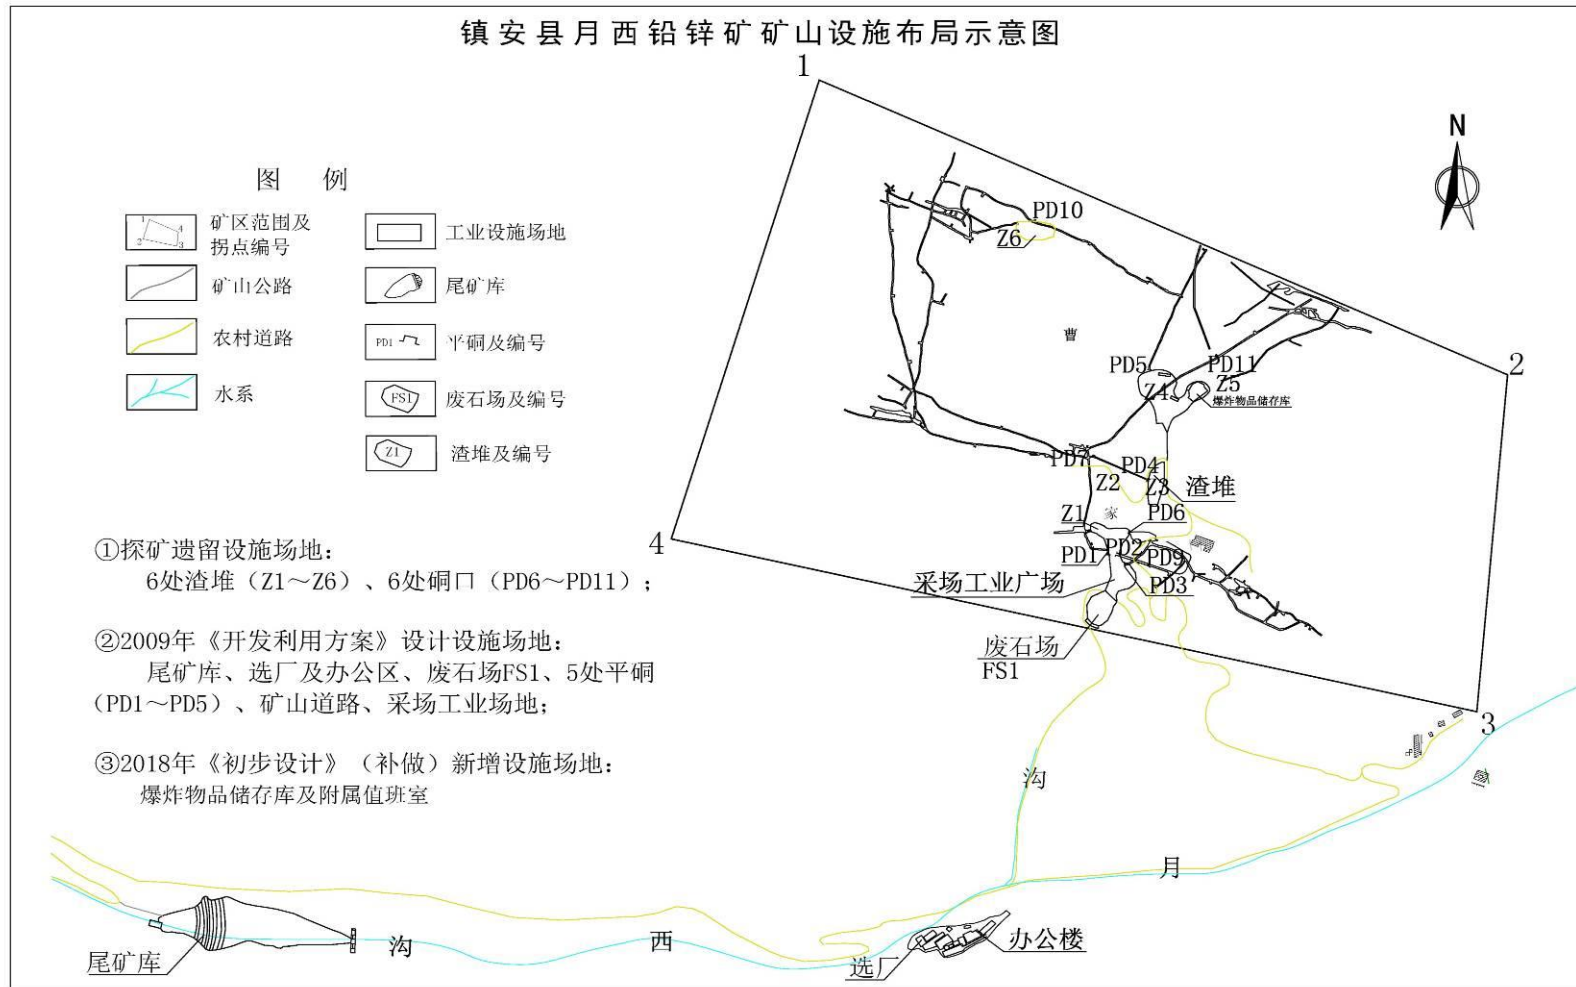 镇安县月西铅锌矿矿山设施布局示意图
1
N
图 例
1
4
2
3
矿区范围及
拐点编号
工业设施场地
矿山公路
尾矿库
农村道路
PD1
平硐及编号
水系
FS1
废石场及编号
Z1
渣堆及编号
PD10
Z6
曹
PD5
PD11
2
Z4
Z5
爆炸物品储存库
PD7
PD4
Z2
Z3
渣堆
Z1
家
PD6
4
PD1
PD2
PD9
采场工业广场
PD3
废石场
FS1
3
①探矿遗留设施场地：
6处渣堆（Z1～Z6）、6处硐口（PD6～PD11）；
②2009年《开发利用方案》设计设施场地：
尾矿库、选厂及办公区、废石场FS1、5处平硐
（PD1～PD5）、矿山道路、采场工业场地；
③2018年《初步设计》（补做）新增设施场地：
爆炸物品储存库及附属值班室
沟
月
尾矿库
沟
西
选厂
办公楼